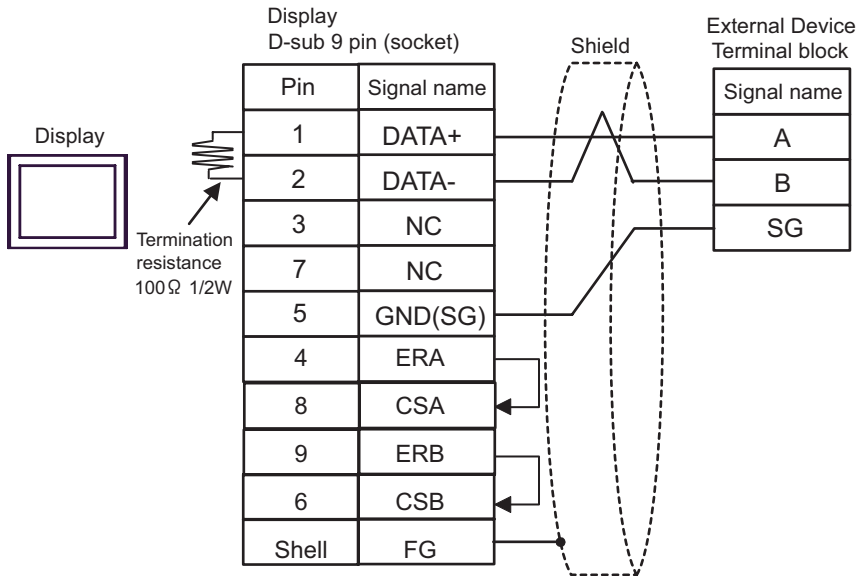 Display
D-sub 9 pin (socket)
Shield
External Device
Terminal block
Pin Signal name
Signal name
1 DATA+
A
2 DATA-
B
3 NC
SG
7 NC
5 GND(SG)
4 ERA
8 CSA
9 ERB
6 CSB
Shell FG
Display
Termination
resistance
100Ω 1/2W